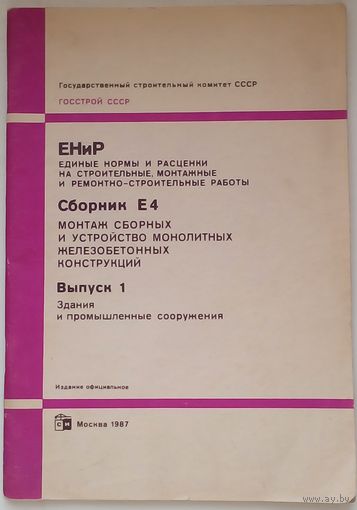 Государственный строительный комитет СССР
ГОССТРОЙ СССР
ЕНиР
ЕДИНЫЕ НОРМЫ И РАСЦЕНКИ
НА СТРОИТЕЛЬНЫЕ, МОНТАЖНЫЕ
И РЕМОНТНО-СТРОИТЕЛЬНЫЕ РАБОТЫ
Сборник Е4
МОНТАЖ СБОРНЫХ
И УСТРОЙСТВО МОНОЛИТНЫХ
ЖЕЛЕЗОБЕТОННЫХ
КОНСТРУКЦИЙ
Выпуск 1
Здания
и промышленные сооружения
Издание официальное
СИ Москва 1987
www.ay.by